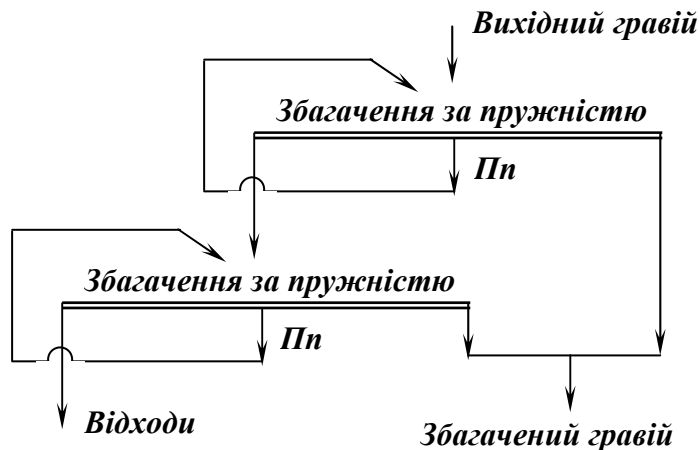 Вихідний гравій
Збагачення за пружністю
Пп
Збагачення за пружністю
Пп
Відходи
Збагачений гравій